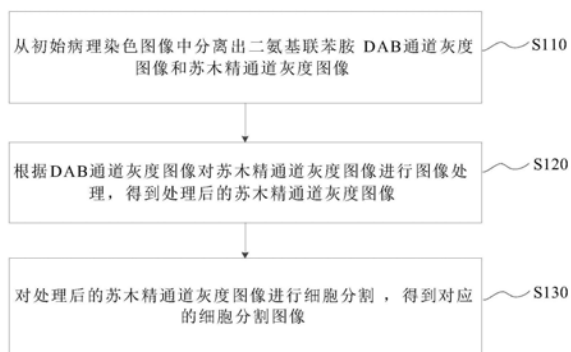 从初始病理染色图像中分离出二氨基联苯胺 DAB通道灰度
图像和苏木精通道灰度图像
S110
根据DAB通道灰度图像对苏木精通道灰度图像进行图像处
理，得到处理后的苏木精通道灰度图像
S120
对处理后的苏木精通道灰度图像进行细胞分割 ，得到对应
的细胞分割图像
S130